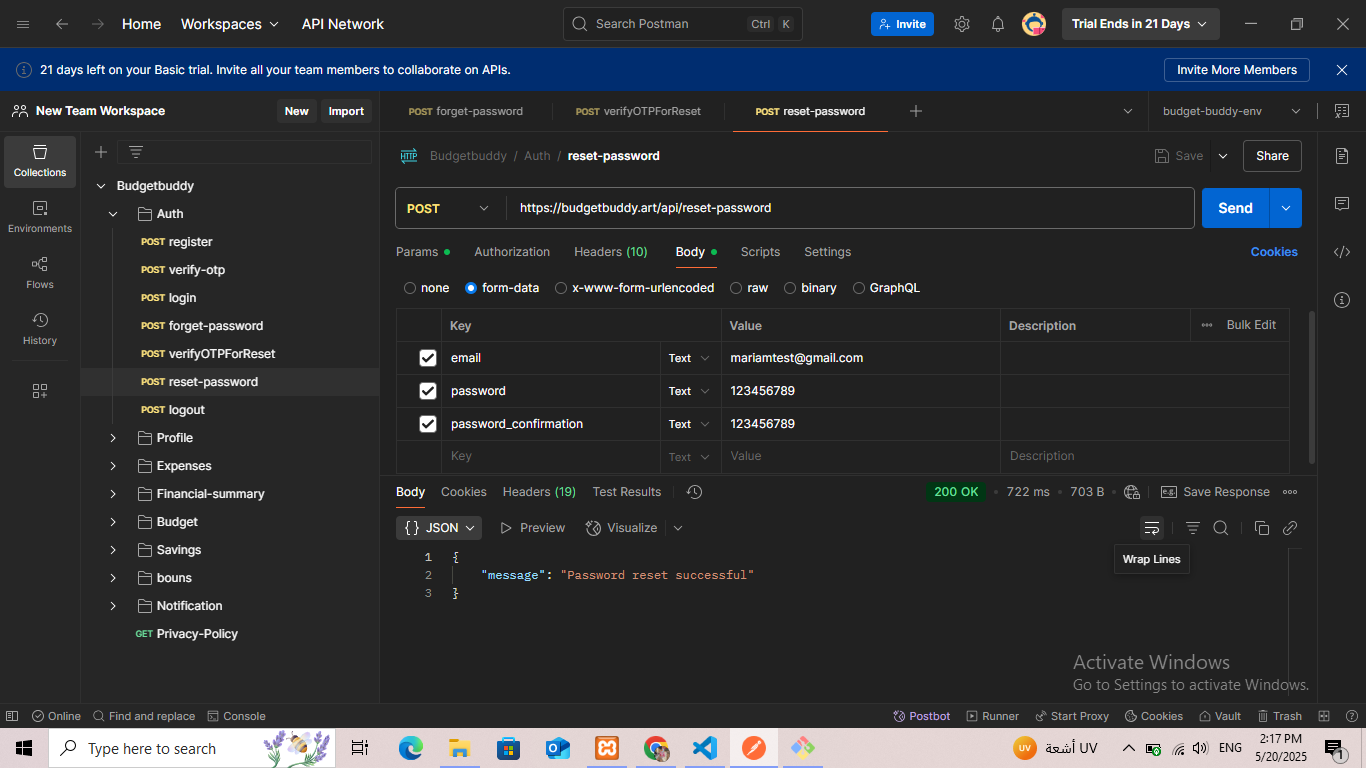 Home Workspaces API Network Search Postman Ctrl K Invite Trial Ends in 21 Days
21 days left on your Basic trial. Invite all your team members to collaborate on APIs. Invite More Members
New Team Workspace New Import POST forget-password POST verifyOTPForReset POST reset-password budget-buddy-env
Collections
Environments
Flows
History
Budgetbuddy
Auth
POST register
POST verify-otp
POST login
POST forget-password
POST verifyOTPForReset
POST reset-password
POST logout
Profile
Expenses
Financial-summary
Budget
Savings
bouns
Notification
GET Privacy-Policy
HTTP Budgetbuddy / Auth / reset-password Save Share
POST https://budgetbuddy.art/api/reset-password Send
Params Authorization Headers (10) Body Scripts Settings Cookies
none form-data x-www-form-urlencoded raw binary GraphQL
Key Value Description Bulk Edit
email Text mariamtest@gmail.com
password Text 123456789
password_confirmation Text 123456789
Key Text Value Description
Body Cookies Headers (19) Test Results 200 OK 722 ms 703 B e.g. Save Response
{} JSON Preview Visualize
Wrap Lines
1 {
2 "message": "Password reset successful"
3 }
Activate Windows
Go to Settings to activate Windows.
Online Find and replace Console Postbot Runner Start Proxy Cookies Vault Trash
Type here to search UV أشعة UV ENG 2:17 PM
5/20/2025 1